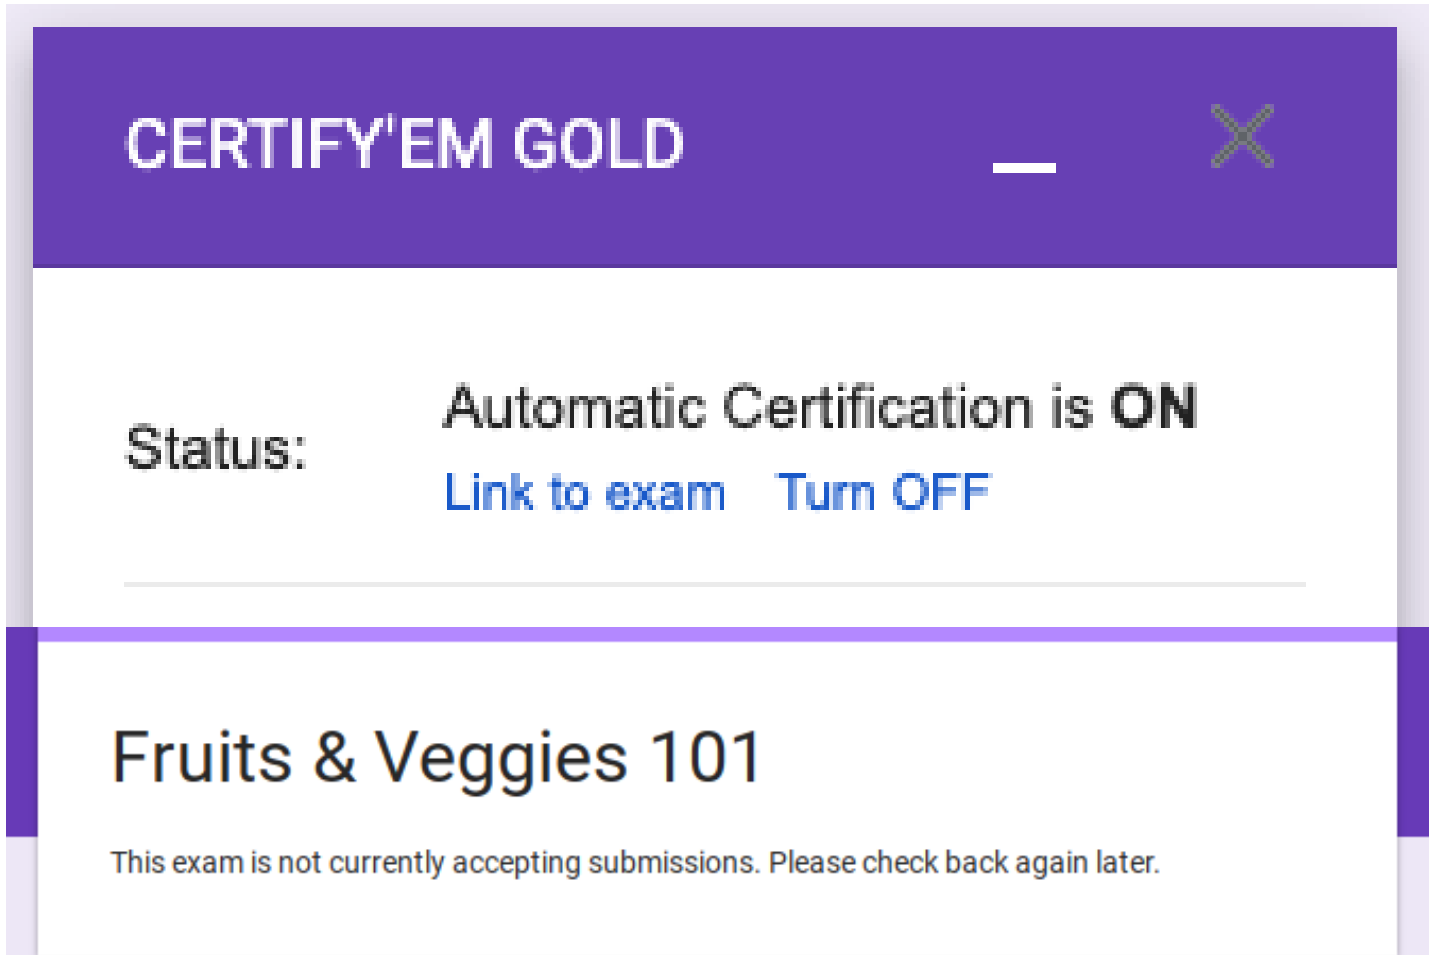 CERTIFY'EM GOLD
Status:
Automatic Certification is ON
Link to exam Turn OFF
Fruits & Veggies 101
This exam is not currently accepting submissions. Please check back again later.